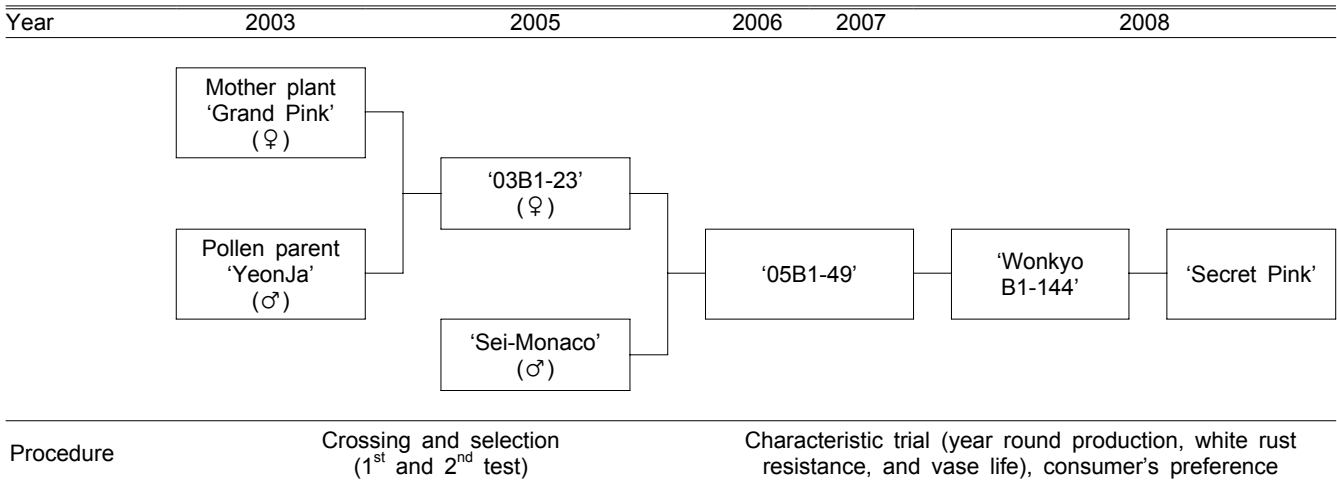 Year 2003 2005 2006 2007 2008
Mother plant
‘Grand Pink’
(♀)
Pollen parent
‘YeonJa’
(♂)
‘03B1-23’
(♀)
‘Sei-Monaco’
(♂)
‘05B1-49’
‘Wonkyo
B1-144’
‘Secret Pink’
Procedure
Crossing and selection
(1st and 2nd test)
Characteristic trial (year round production, white rust
resistance, and vase life), consumer’s preference